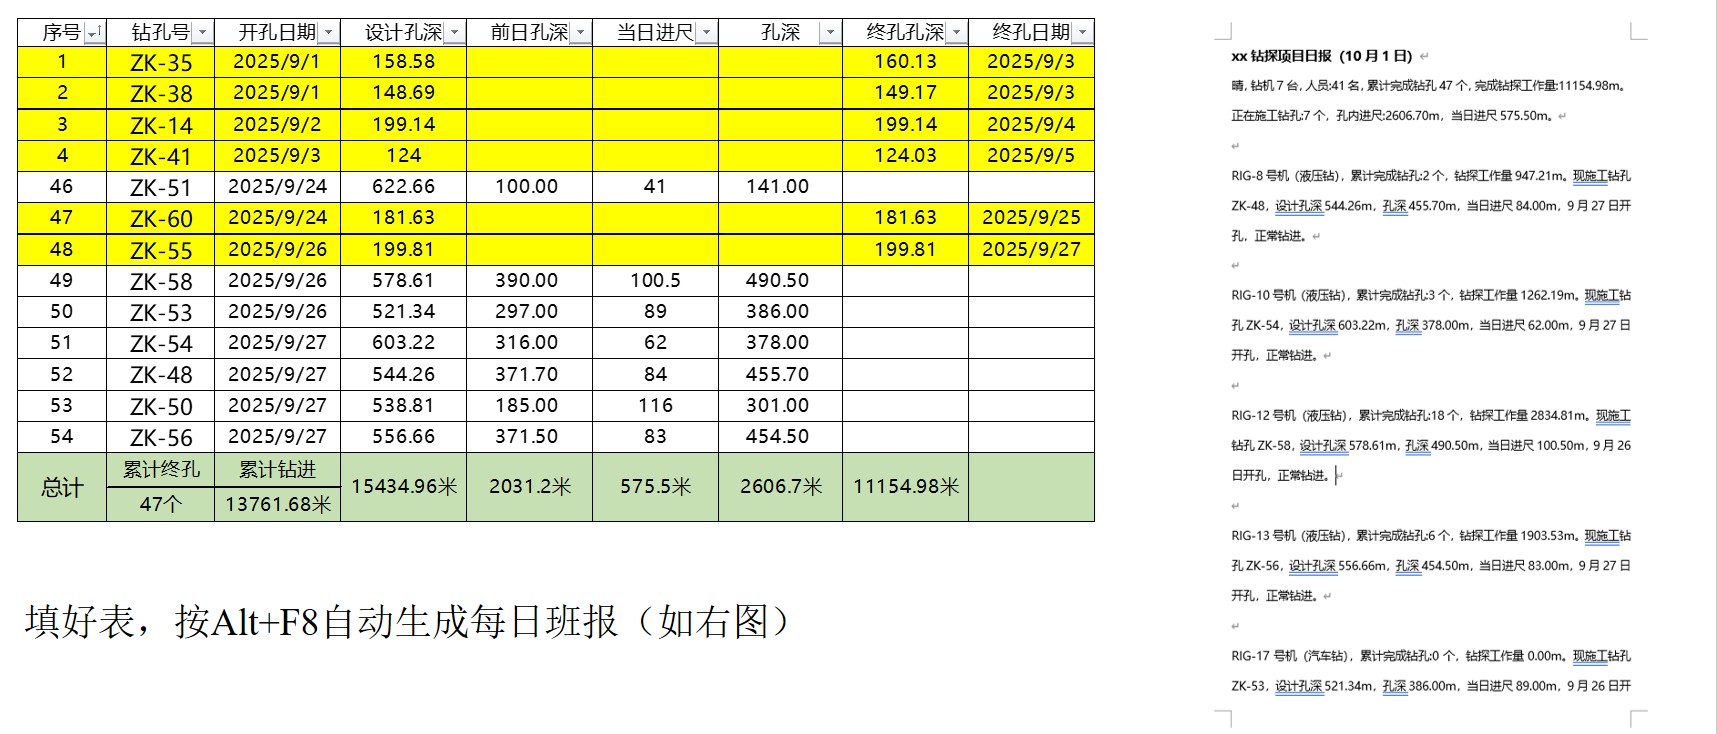 序号 钻孔号 开孔日期 设计孔深 前日孔深 当日进尺 孔深 终孔孔深 终孔日期
1 ZK-35 2025/9/1 158.58 160.13 2025/9/3
2 ZK-38 2025/9/1 148.69 149.17 2025/9/3
3 ZK-14 2025/9/2 199.14 199.14 2025/9/4
4 ZK-41 2025/9/3 124 124.03 2025/9/5
46 ZK-51 2025/9/24 622.66 100.00 41 141.00
47 ZK-60 2025/9/24 181.63 181.63 2025/9/25
48 ZK-55 2025/9/26 199.81 199.81 2025/9/27
49 ZK-58 2025/9/26 578.61 390.00 100.5 490.50
50 ZK-53 2025/9/26 521.34 297.00 89 386.00
51 ZK-54 2025/9/27 603.22 316.00 62 378.00
52 ZK-48 2025/9/27 544.26 371.70 84 455.70
53 ZK-50 2025/9/27 538.81 185.00 116 301.00
54 ZK-56 2025/9/27 556.66 371.50 83 454.50
总计 累计终孔 累计钻进 15434.96米 2031.2米 575.5米 2606.7米 11154.98米
47个 13761.68米
填好表，按Alt+F8自动生成每日班报（如右图）
xx 钻探项目日报（10 月 1 日）
晴, 钻机 7 台, 人员:41 名, 累计完成钻孔 47 个, 完成钻探工作量:11154.98m。
正在施工钻孔:7 个，孔内进尺:2606.70m，当日进尺 575.50m。
RIG-8 号机（液压钻），累计完成钻孔:2 个，钻探工作量 947.21m。现施工钻孔
ZK-48，设计孔深 544.26m，孔深 455.70m，当日进尺 84.00m，9 月 27 日开
孔，正常钻进。
RIG-10 号机（液压钻），累计完成钻孔:3 个，钻探工作量 1262.19m。现施工钻
孔 ZK-54，设计孔深 603.22m，孔深 378.00m，当日进尺 62.00m，9 月 27 日
开孔，正常钻进。
RIG-12 号机（液压钻），累计完成钻孔:18 个，钻探工作量 2834.81m。现施工
钻孔 ZK-58，设计孔深 578.61m，孔深 490.50m，当日进尺 100.50m，9 月 26
日开孔，正常钻进。
RIG-13 号机（液压钻），累计完成钻孔:6 个，钻探工作量 1903.53m。现施工钻
孔 ZK-56，设计孔深 556.66m，孔深 454.50m，当日进尺 83.00m，9 月 27 日
开孔，正常钻进。
RIG-17 号机（汽车钻），累计完成钻孔:0 个，钻探工作量 0.00m。现施工钻孔
ZK-53，设计孔深 521.34m，孔深 386.00m，当日进尺 89.00m，9 月 26 日开